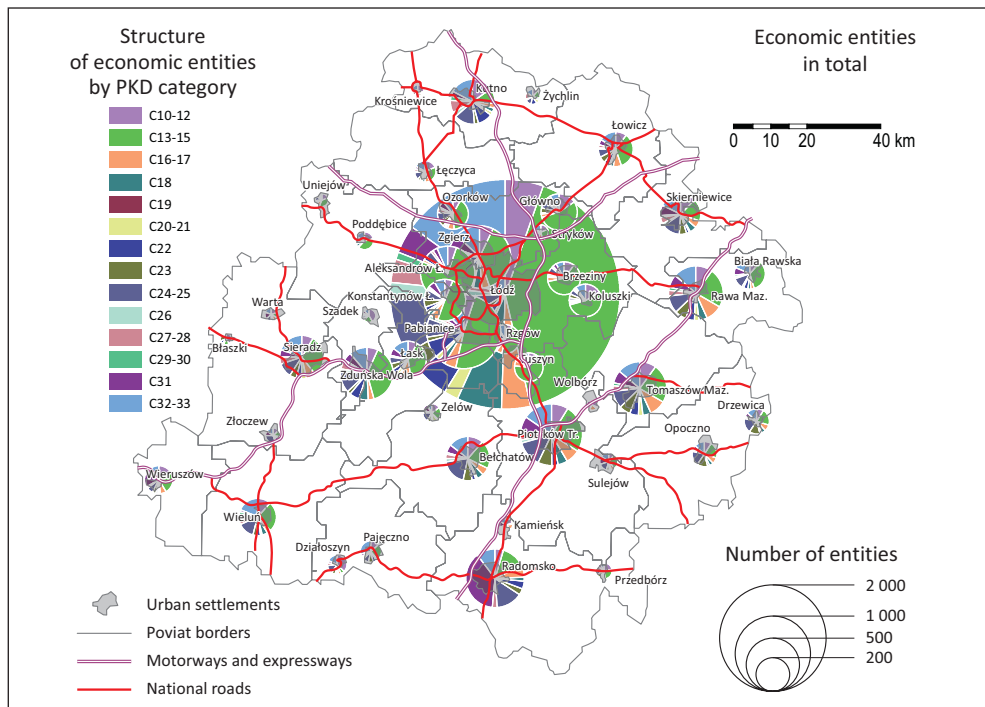 Structure
of economic entities
by PKD category
C10-12
C13-15
C16-17
C18
C19
C20-21
C22
C23
C24-25
C26
C27-28
C29-30
C31
C32-33
Economic entities
in total
0 10 20 40 km
Krośniewice
Kutno
Żychlin
Łowicz
Łęczyca
Uniejów
Ozorków
Głowno
Skierniewice
Poddębice
Zgierz
Stryków
Aleksandrów Ł.
Brzeziny
Biała Rawska
Warta
Szadek
Konstantynów Ł.
Łódź
Koluszki
Rawa Maz.
Błaszki
Sieradz
Pabianice
Rzgów
Łask
Tuszyn
Zduńska Wola
Wolbórz
Tomaszów Maz.
Złoczew
Zelów
Drzewica
Piotrków Tr.
Opoczno
Wieruszów
Bełchatów
Sulejów
Wieluń
Kamieńsk
Działoszyn
Pajęczno
Radomsko
Przedbórz
Urban settlements
Poviat borders
Motorways and expressways
National roads
Number of entities
2 000
1 000
500
200